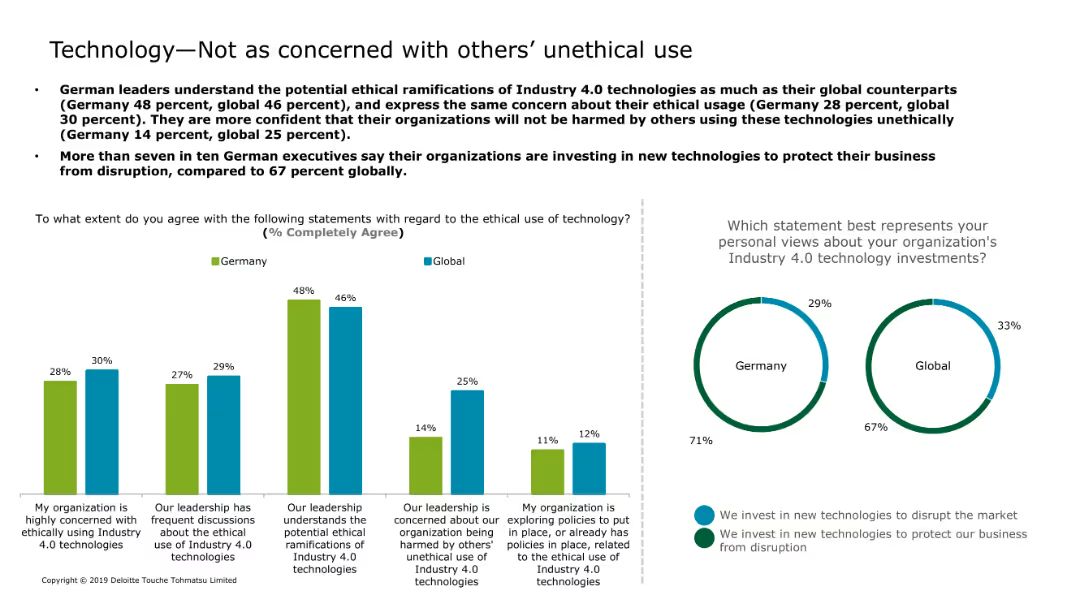 Technology—Not as concerned with others’ unethical use
• German leaders understand the potential ethical ramifications of Industry 4.0 technologies as much as their global counterparts
(Germany 48 percent, global 46 percent), and express the same concern about their ethical usage (Germany 28 percent, global
30 percent). They are more confident that their organizations will not be harmed by others using these technologies unethically
(Germany 14 percent, global 25 percent).
• More than seven in ten German executives say their organizations are investing in new technologies to protect their business
from disruption, compared to 67 percent globally.
To what extent do you agree with the following statements with regard to the ethical use of technology?
(% Completely Agree)
Germany
Global
28%
30%
27%
29%
48%
46%
14%
25%
11%
12%
My organization is
highly concerned with
ethically using Industry
4.0 technologies
Our leadership has
frequent discussions
about the ethical
use of Industry 4.0
technologies
Our leadership
understands the
potential ethical
ramifications of
Industry 4.0
technologies
Our leadership is
concerned about our
organization being
harmed by others'
unethical use of
Industry 4.0
technologies
My organization is
exploring policies to put
in place, or already has
policies in place, related
to the ethical use of
Industry 4.0
technologies
Which statement best represents your
personal views about your organization's
Industry 4.0 technology investments?
29%
Germany
71%
33%
Global
67%
We invest in new technologies to disrupt the market
We invest in new technologies to protect our business
from disruption
Copyright © 2019 Deloitte Touche Tohmatsu Limited